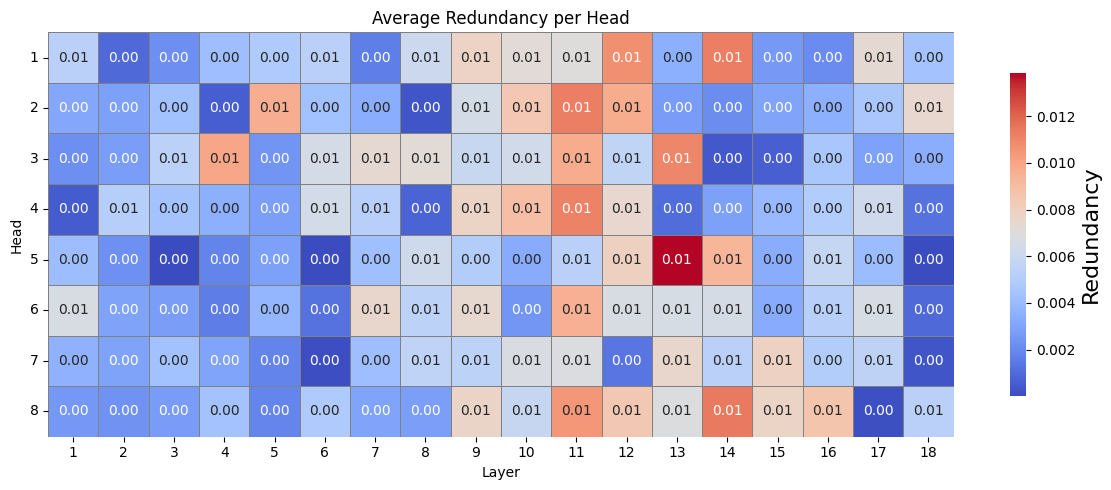 Average Redundancy per Head
1 0.01 0.00 0.00 0.00 0.00 0.01 0.00 0.01 0.01 0.01 0.01 0.01 0.00 0.01 0.00 0.00 0.01 0.00
2 0.00 0.00 0.00 0.00 0.01 0.00 0.00 0.00 0.01 0.01 0.01 0.01 0.00 0.00 0.00 0.00 0.00 0.01
3 0.00 0.00 0.01 0.01 0.00 0.01 0.01 0.01 0.01 0.01 0.01 0.01 0.01 0.00 0.00 0.00 0.00 0.00
4 0.00 0.01 0.00 0.00 0.00 0.01 0.01 0.00 0.01 0.01 0.01 0.01 0.00 0.00 0.00 0.00 0.01 0.00
5 0.00 0.00 0.00 0.00 0.00 0.00 0.00 0.01 0.00 0.00 0.01 0.01 0.01 0.01 0.00 0.01 0.00 0.00
6 0.01 0.00 0.00 0.00 0.00 0.00 0.01 0.01 0.01 0.00 0.01 0.01 0.01 0.01 0.00 0.01 0.01 0.00
7 0.00 0.00 0.00 0.00 0.00 0.00 0.00 0.01 0.01 0.01 0.01 0.00 0.01 0.01 0.01 0.00 0.01 0.00
8 0.00 0.00 0.00 0.00 0.00 0.00 0.00 0.00 0.01 0.01 0.01 0.01 0.01 0.01 0.01 0.01 0.00 0.01
Head
1 2 3 4 5 6 7 8 9 10 11 12 13 14 15 16 17 18
Layer
0.012
0.010
0.008
0.006
0.004
0.002
Redundancy